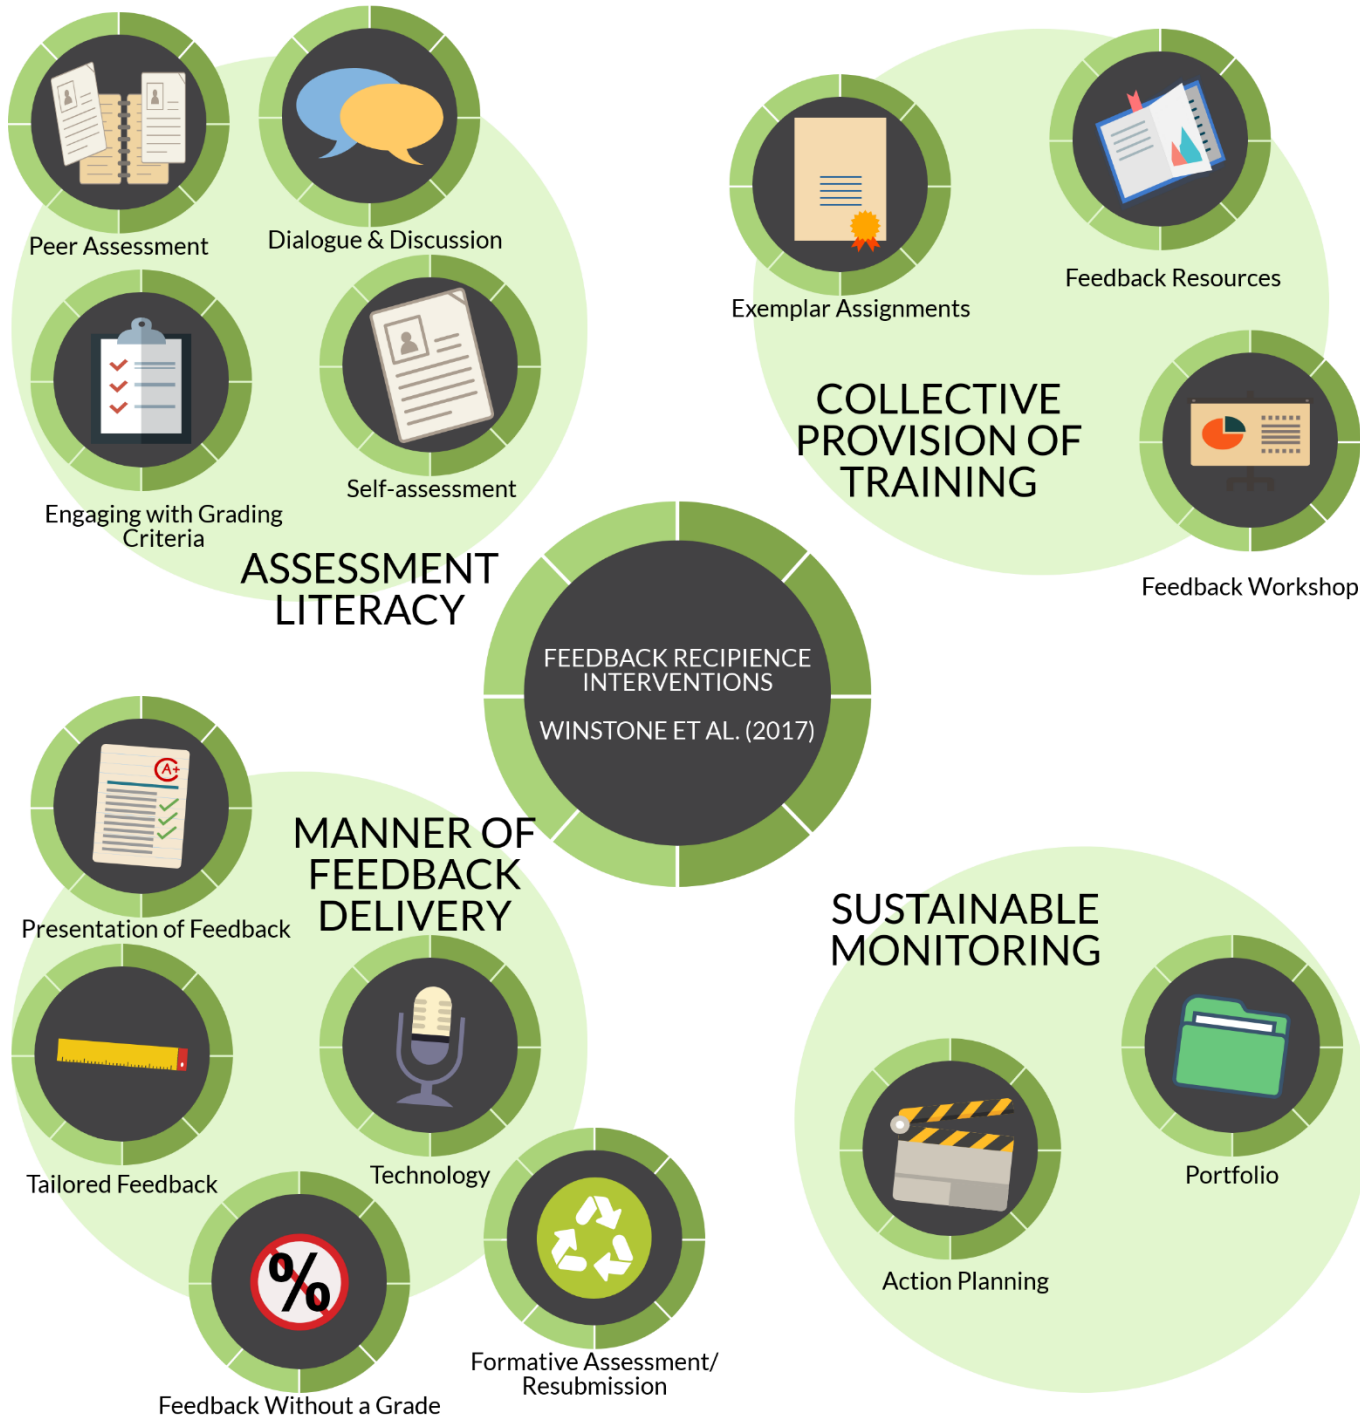 Peer Assessment
Dialogue & Discussion
Engaging with Grading
Criteria
Self-assessment
ASSESSMENT
LITERACY
Exemplar Assignments
Feedback Resources
COLLECTIVE
PROVISION OF
TRAINING
Feedback Workshop
FEEDBACK RECIPIENCE
INTERVENTIONS
WINSTONE ET AL. (2017)
A+
Presentation of Feedback
MANNER OF
FEEDBACK
DELIVERY
Tailored Feedback
Technology
%
Feedback Without a Grade
Formative Assessment/
Resubmission
SUSTAINABLE
MONITORING
Action Planning
Portfolio